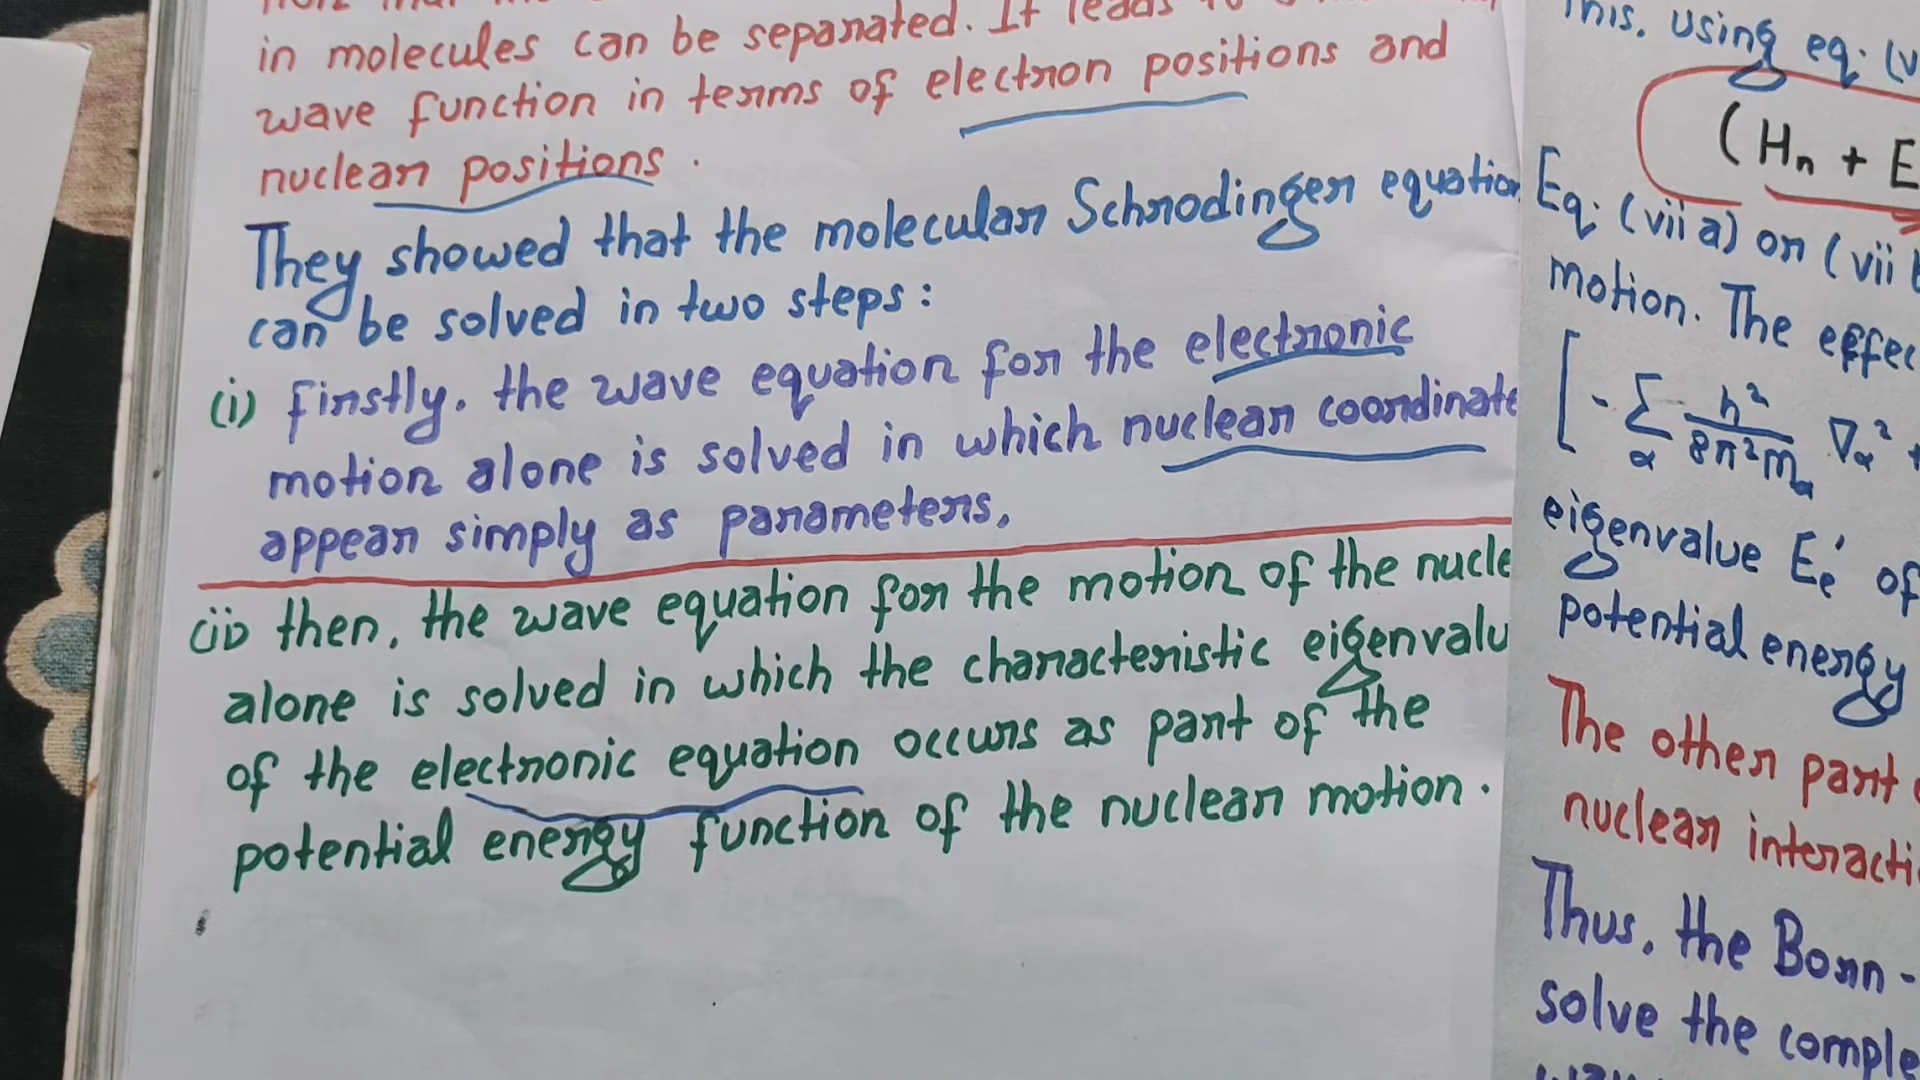 in molecules can be separated. It leads to
wave function in terms of electron positions and
nuclear positions.
They showed that the molecular Schrodinger equation
can be solved in two steps:
(i) Firstly, the wave equation for the electronic
motion alone is solved in which nuclear coordinate
appear simply as parameters.
(ii) then, the wave equation for the motion of the nucle
alone is solved in which the characteristic eigenvalu
of the electronic equation occurs as part of the
potential energy function of the nuclear motion.
This, using eq. (v
(Hn + E
Eq. (vii a) or (vii b
motion. The effec
[- Σα h²/8π²mα ∇α² +
eigenvalue Ee' of
potential energy
The other part
nuclear interacti
Thus, the Born-
solve the comple